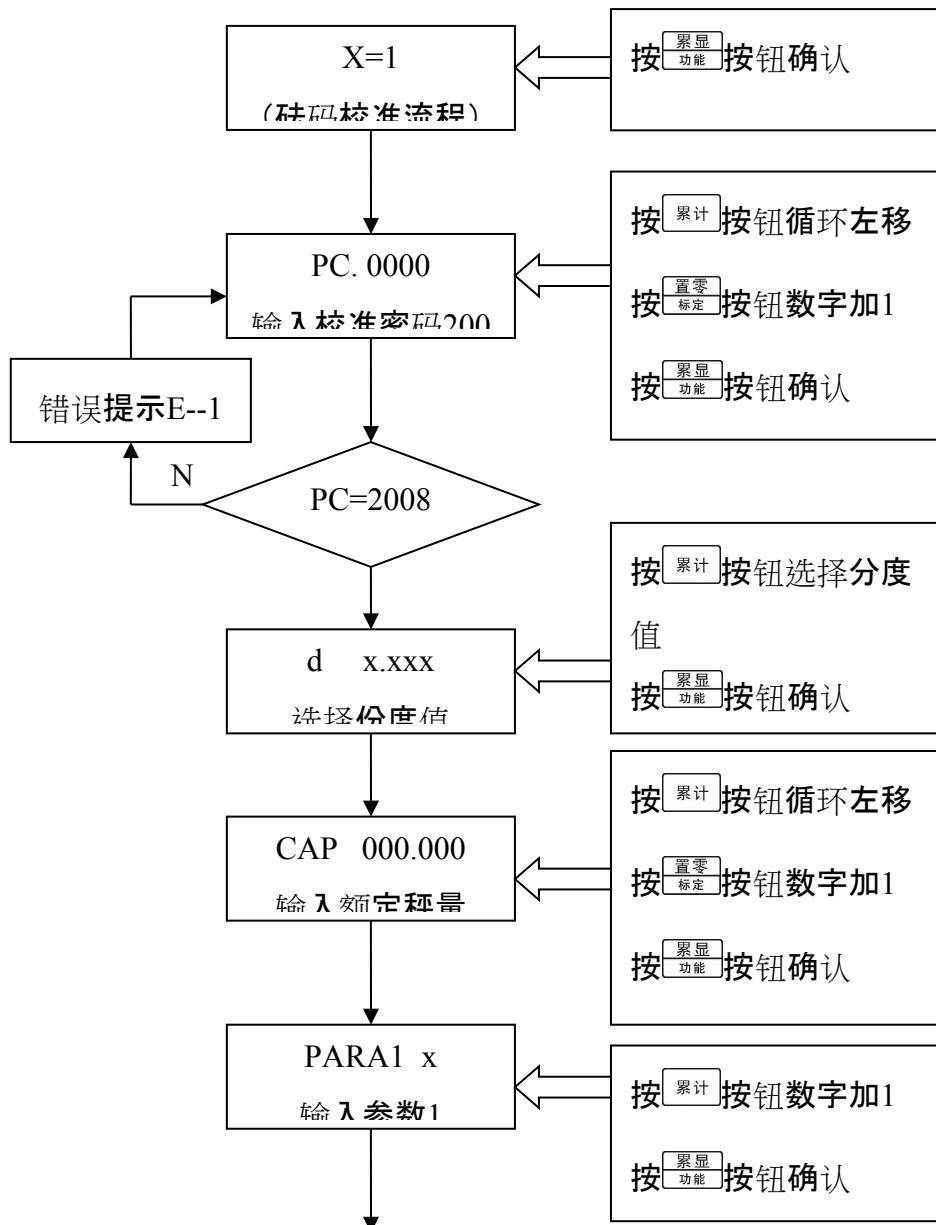 X=1
(砝码校准流程)
按 累显 功能 按钮确认
PC. 0000
输入校准密码200
按 累计 按钮循环左移
按 置零 标定 按钮数字加1
按 累显 功能 按钮确认
错误提示E--1
N
PC=2008
d x.xxx
选择份度值
按 累计 按钮选择分度
值
按 累显 功能 按钮确认
CAP 000.000
输入额定秤量
按 累计 按钮循环左移
按 置零 标定 按钮数字加1
按 累显 功能 按钮确认
PARA1 x
输入参数1
按 累计 按钮数字加1
按 累显 功能 按钮确认